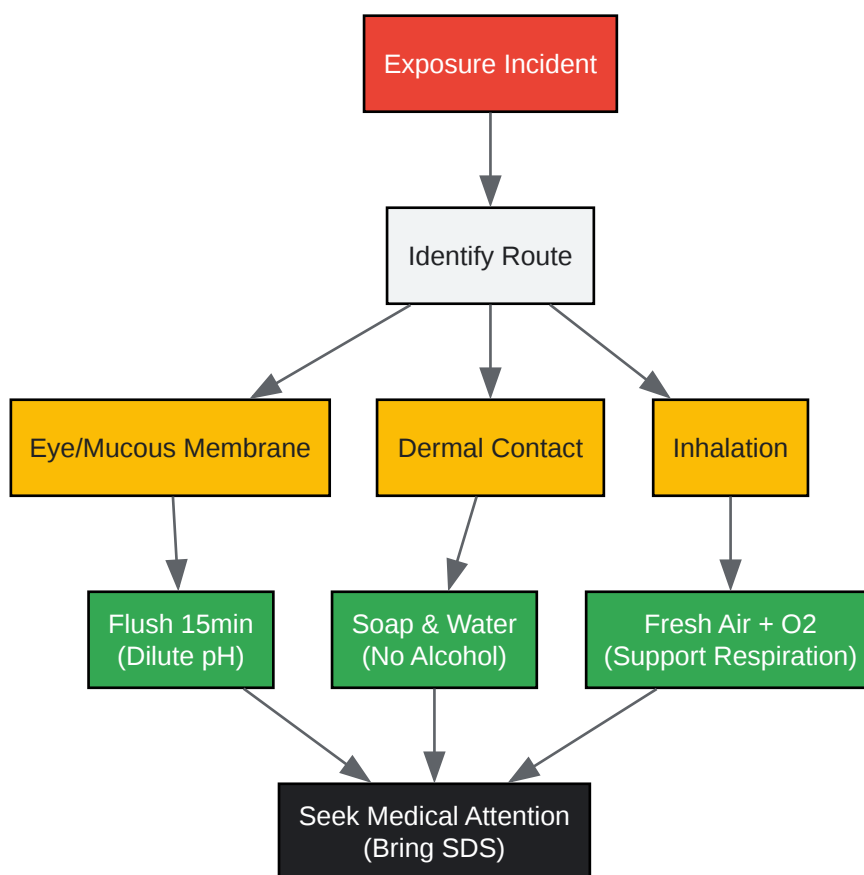 Exposure Incident
Identify Route
Eye/Mucous Membrane
Dermal Contact
Inhalation
Flush 15min
(Dilute pH)
Soap & Water
(No Alcohol)
Fresh Air + O2
(Support Respiration)
Seek Medical Attention
(Bring SDS)